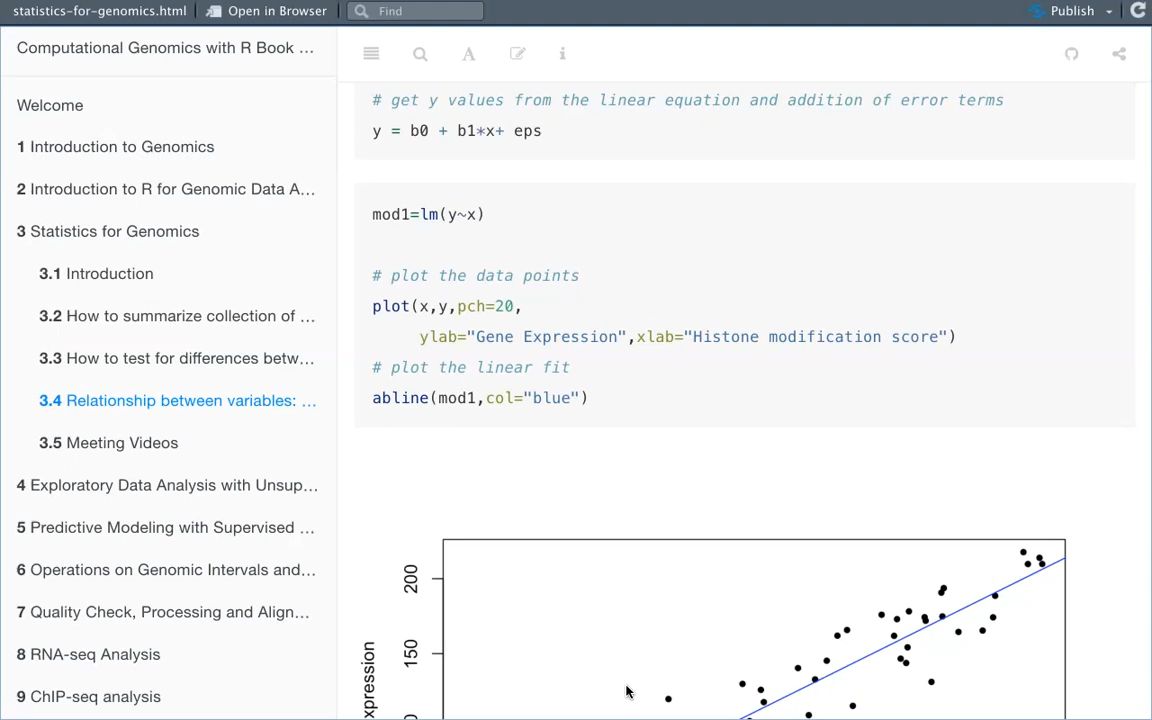 statistics-for-genomics.html Open in Browser Find Publish
Computational Genomics with R Book ...
Welcome
1 Introduction to Genomics
2 Introduction to R for Genomic Data A...
3 Statistics for Genomics
3.1 Introduction
3.2 How to summarize collection of ...
3.3 How to test for differences betw...
3.4 Relationship between variables: ...
3.5 Meeting Videos
4 Exploratory Data Analysis with Unsup...
5 Predictive Modeling with Supervised ...
6 Operations on Genomic Intervals and...
7 Quality Check, Processing and Align...
8 RNA-seq Analysis
9 ChIP-seq analysis
# get y values from the linear equation and addition of error terms
y = b0 + b1*x+ eps
mod1=lm(y~x)
# plot the data points
plot(x,y,pch=20,
ylab="Gene Expression",xlab="Histone modification score")
# plot the linear fit
abline(mod1,col="blue")
200
150
xpression